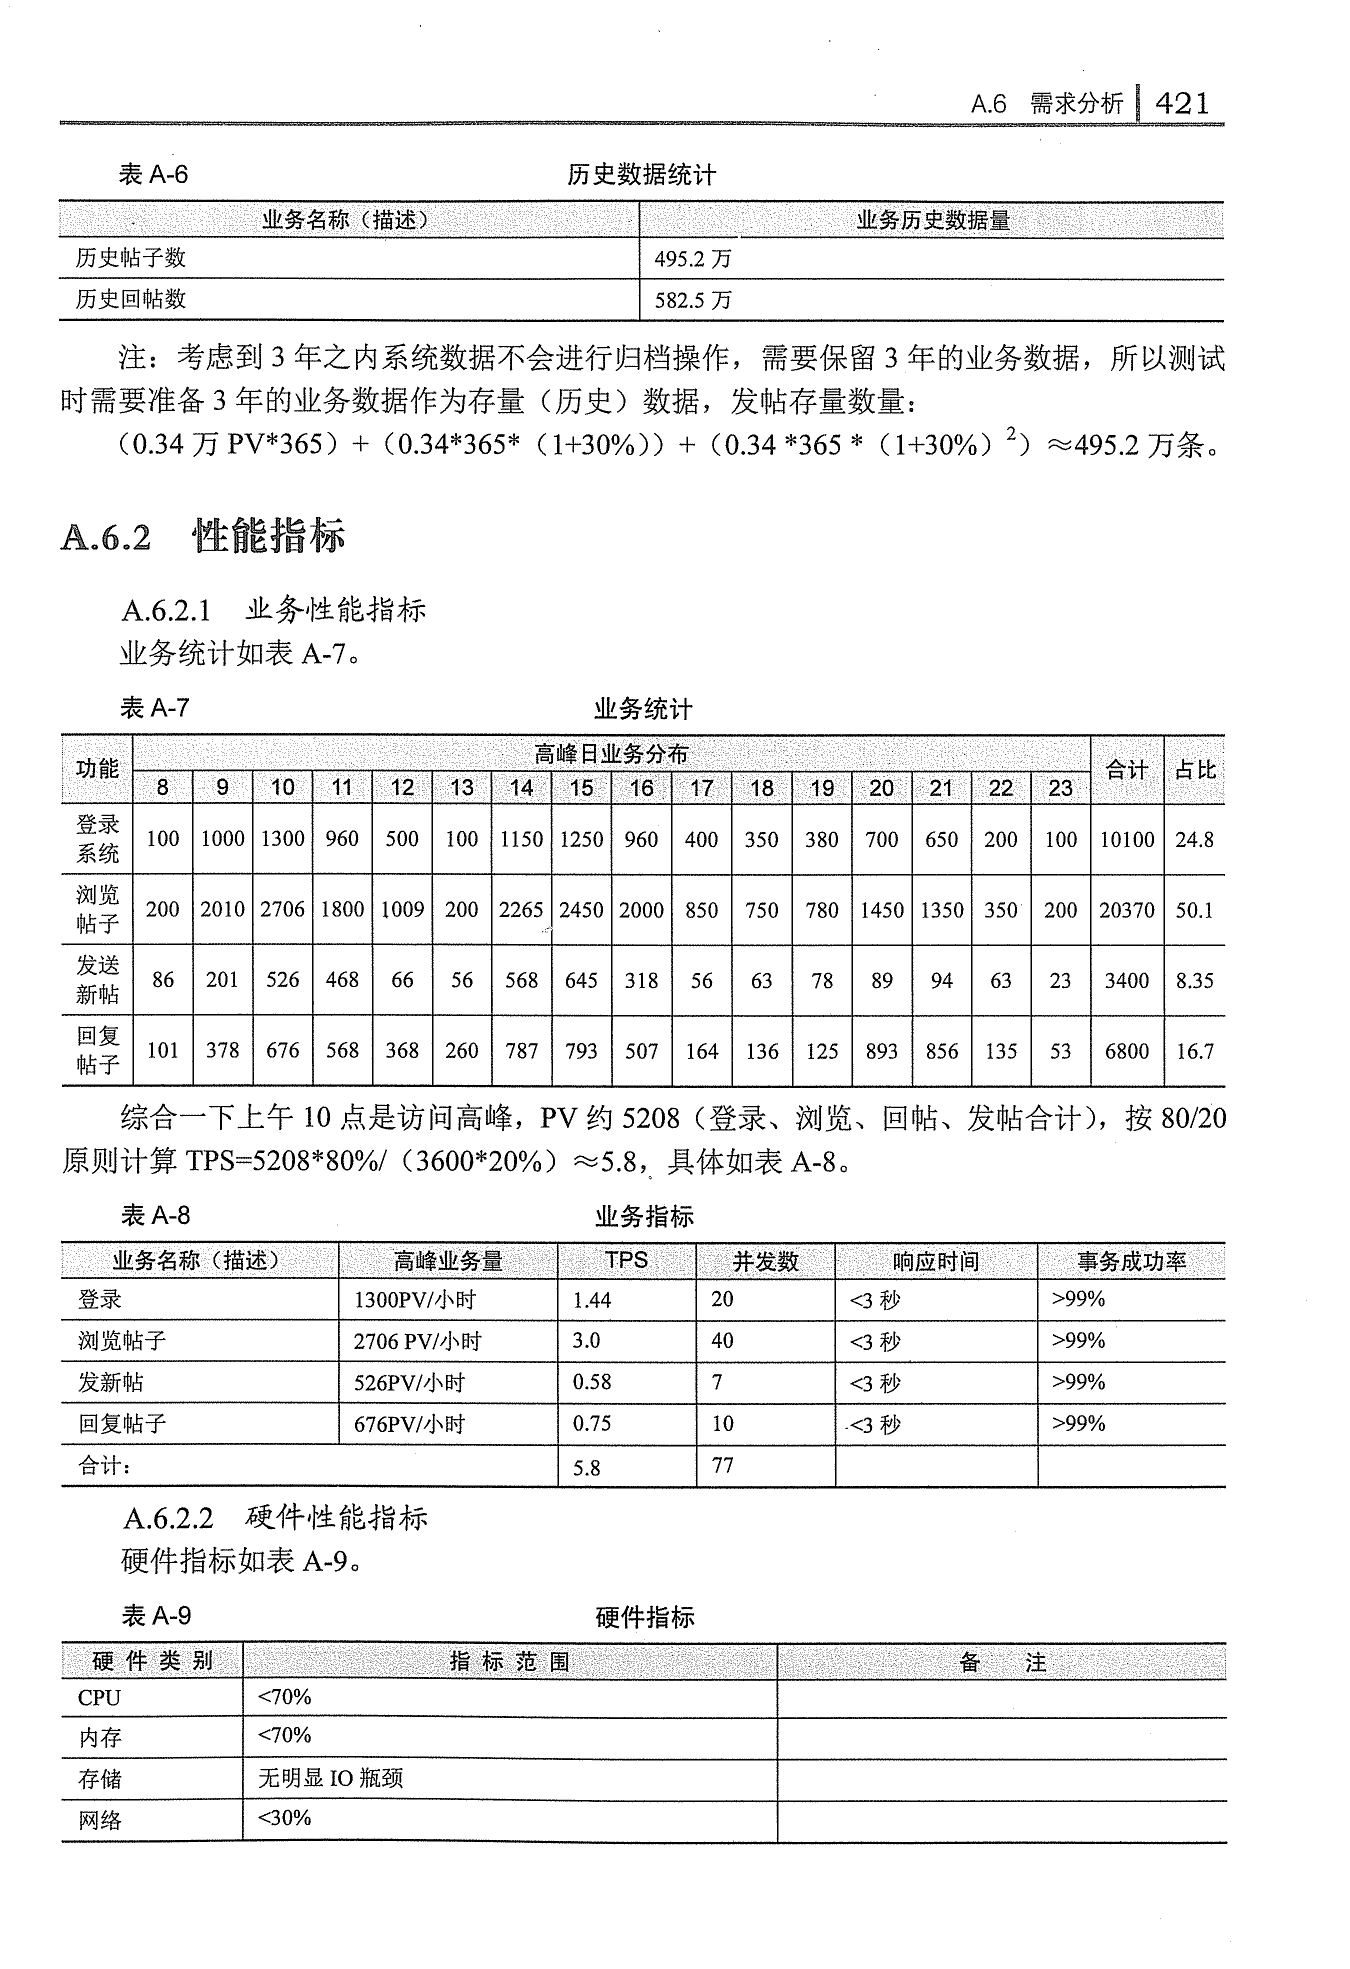 A.6 需求分析 421
表 A-6 历史数据统计
业务名称（描述） 业务历史数据量
历史帖子数 495.2 万
历史回帖数 582.5 万
注：考虑到 3 年之内系统数据不会进行归档操作，需要保留 3 年的业务数据，所以测试
时需要准备 3 年的业务数据作为存量（历史）数据，发帖存量数量：
（0.34 万 PV*365）+（0.34*365*（1+30%））+（0.34 *365 *（1+30%）²）≈495.2 万条。
A.6.2 性能指标
A.6.2.1 业务性能指标
业务统计如表 A-7。
表 A-7 业务统计
功能 高峰日业务分布 合计 占比
8 9 10 11 12 13 14 15 16 17 18 19 20 21 22 23
登录
系统
100 1000 1300 960 500 100 1150 1250 960 400 350 380 700 650 200 100 10100 24.8
浏览
帖子
200 2010 2706 1800 1009 200 2265 2450 2000 850 750 780 1450 1350 350 200 20370 50.1
发送
新帖
86 201 526 468 66 56 568 645 318 56 63 78 89 94 63 23 3400 8.35
回复
帖子
101 378 676 568 368 260 787 793 507 164 136 125 893 856 135 53 6800 16.7
综合一下上午 10 点是访问高峰，PV 约 5208（登录、浏览、回帖、发帖合计），按 80/20
原则计算 TPS=5208*80%/（3600*20%）≈5.8，具体如表 A-8。
表 A-8 业务指标
业务名称（描述） 高峰业务量 TPS 并发数 响应时间 事务成功率
登录 1300PV/小时 1.44 20 <3 秒 >99%
浏览帖子 2706 PV/小时 3.0 40 <3 秒 >99%
发新帖 526PV/小时 0.58 7 <3 秒 >99%
回复帖子 676PV/小时 0.75 10 <3 秒 >99%
合计： 5.8 77
A.6.2.2 硬件性能指标
硬件指标如表 A-9。
表 A-9 硬件指标
硬件类别 指标范围 备 注
CPU <70%
内存 <70%
存储 无明显 IO 瓶颈
网络 <30%